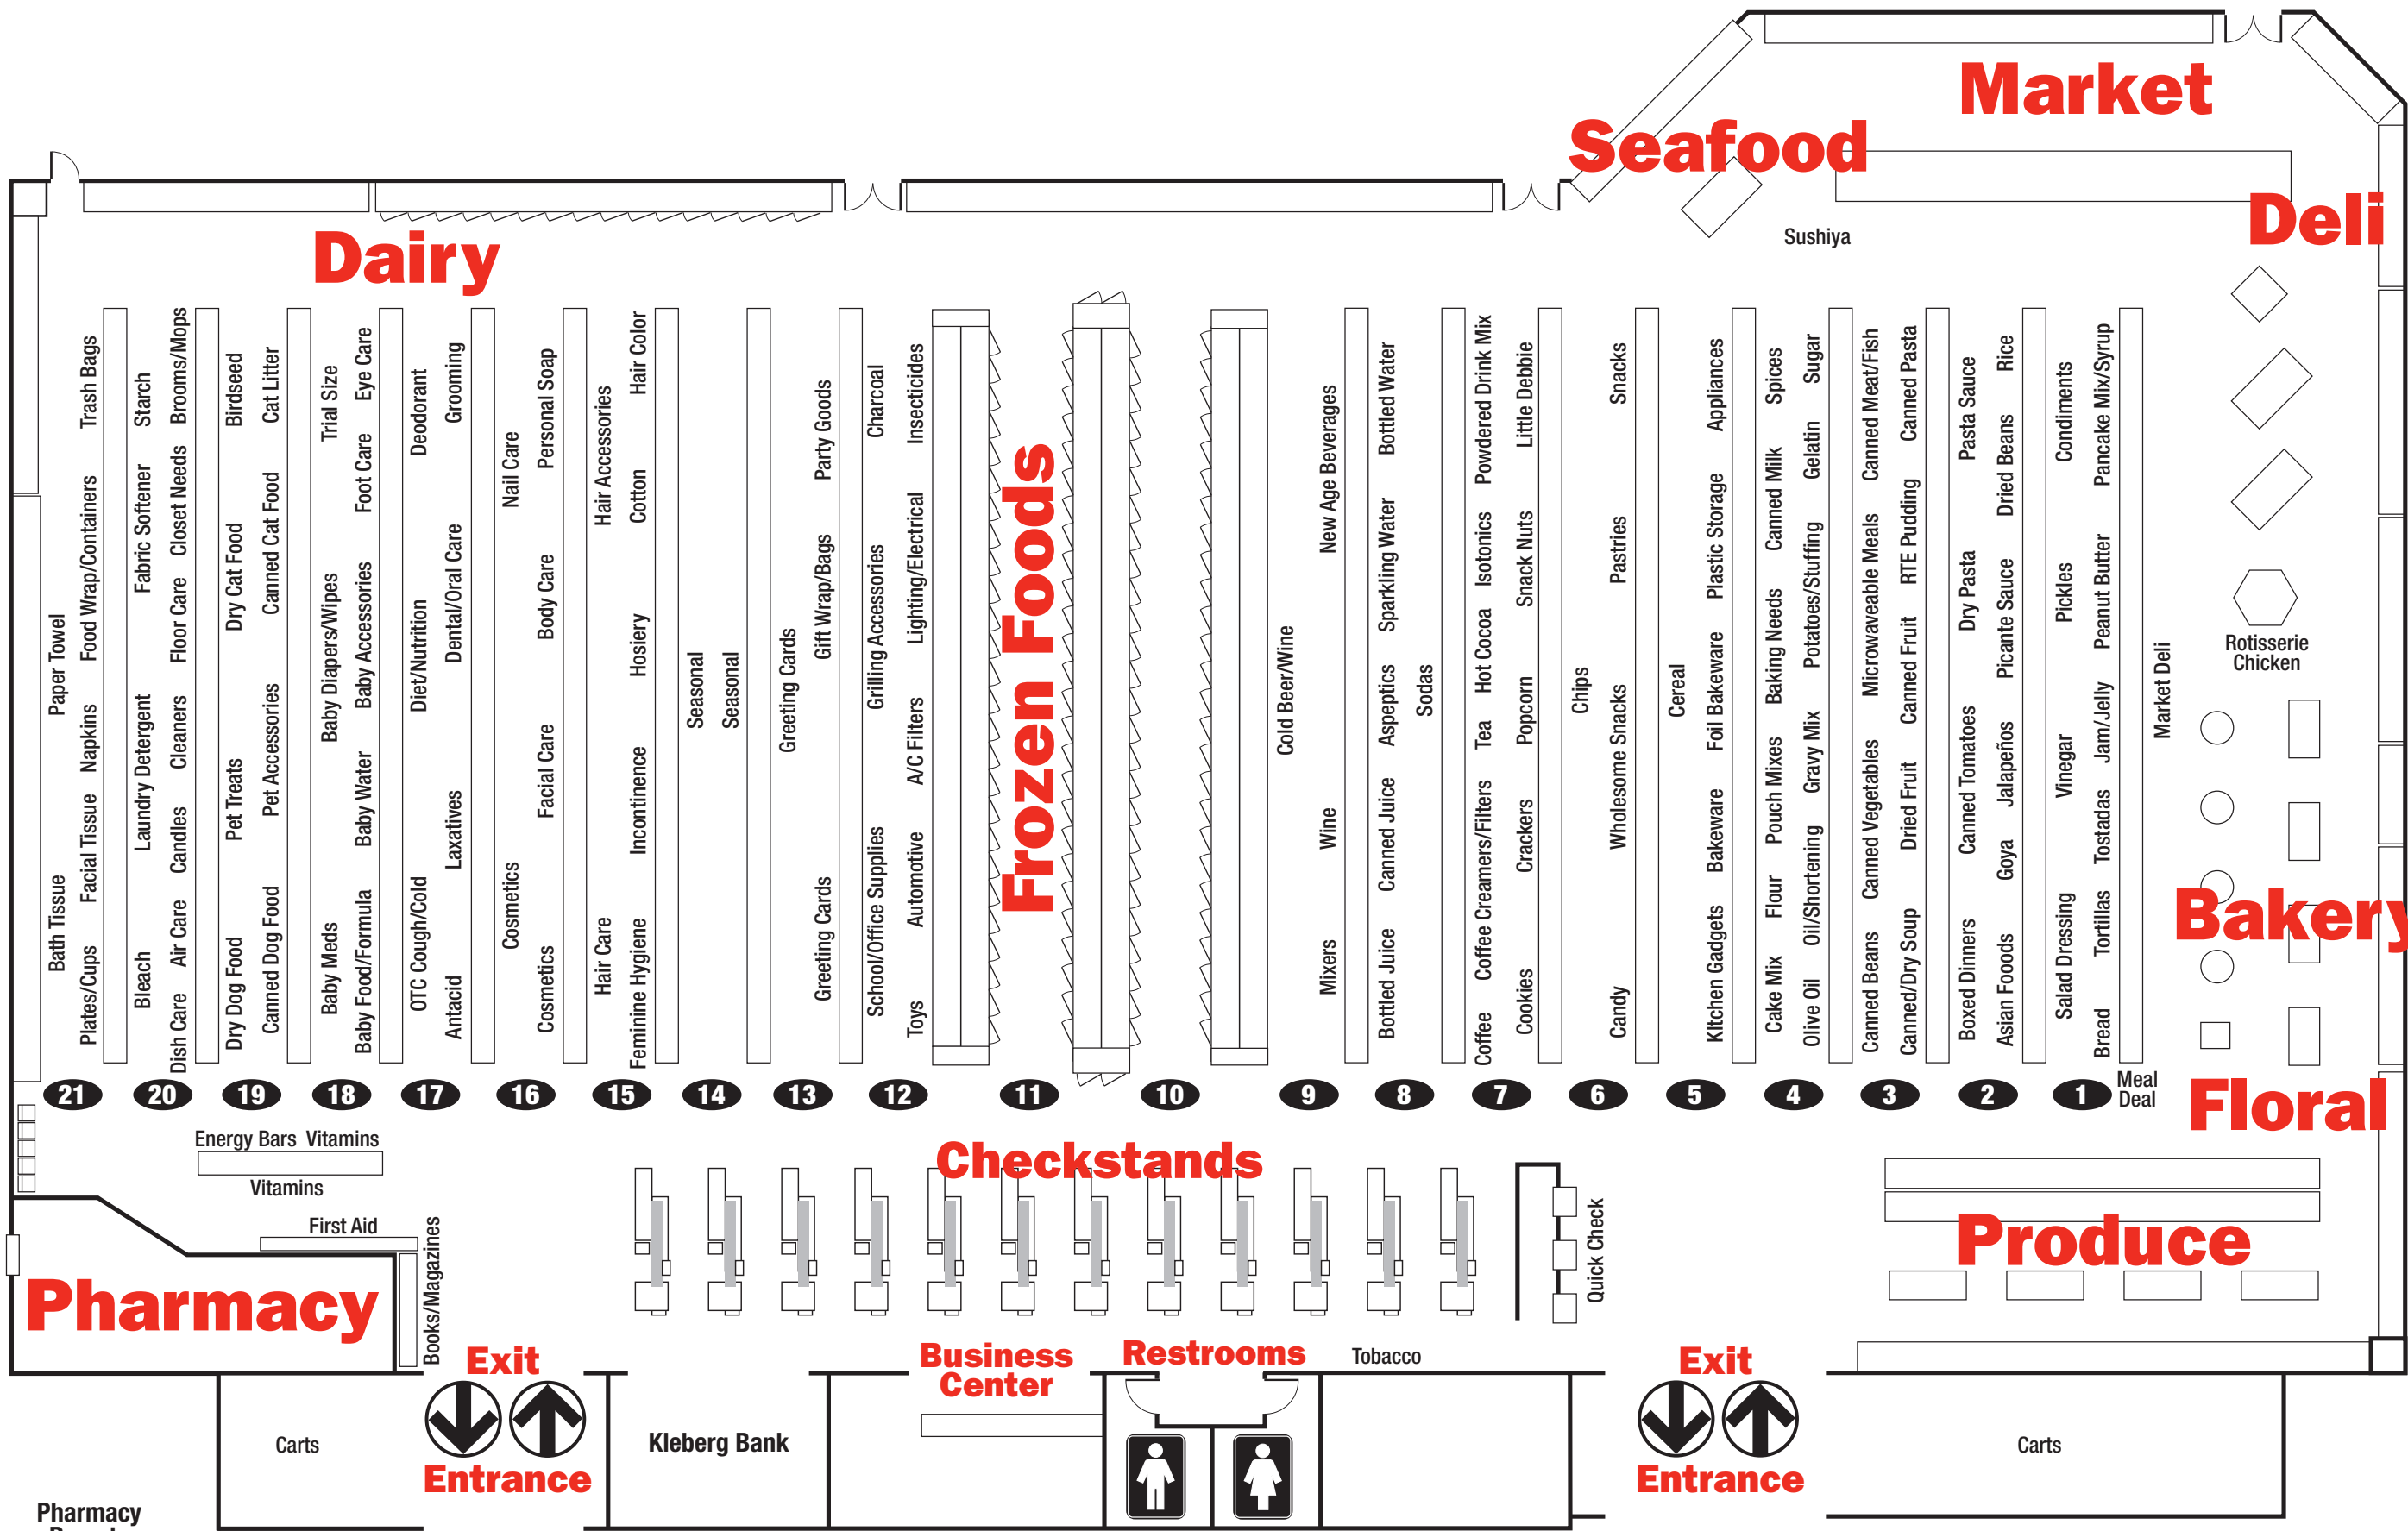 Market
Seafood
Deli
Sushiya
Dairy
Paper Towel
Bath Tissue
Trash Bags
Food Wrap/Containers
Napkins
Facial Tissue
Plates/Cups
Starch
Fabric Softener
Laundry Detergent
Bleach
Brooms/Mops
Closet Needs
Floor Care
Cleaners
Candles
Air Care
Dish Care
Birdseed
Dry Cat Food
Pet Treats
Dry Dog Food
Cat Litter
Canned Cat Food
Pet Accessories
Canned Dog Food
Trial Size
Baby Diapers/Wipes
Baby Meds
Eye Care
Foot Care
Baby Accessories
Baby Water
Baby Food/Formula
Deodorant
Diet/Nutrition
OTC Cough/Cold
Grooming
Dental/Oral Care
Laxatives
Antacid
Nail Care
Cosmetics
Personal Soap
Body Care
Facial Care
Cosmetics
Hair Accessories
Hair Care
Hair Color
Cotton
Hosiery
Incontinence
Feminine Hygiene
Seasonal
Seasonal
Greeting Cards
Party Goods
Gift Wrap/Bags
Greeting Cards
Charcoal
Grilling Accessories
School/Office Supplies
Insecticides
Lighting/Electrical
A/C Filters
Automotive
Toys
Frozen Foods
Cold Beer/Wine
New Age Beverages
Wine
Mixers
Bottled Water
Sparkling Water
Aspeptics
Canned Juice
Bottled Juice
Sodas
Powdered Drink Mix
Isotonics
Hot Cocoa
Tea
Coffee Creamers/Filters
Coffee
Little Debbie
Snack Nuts
Popcorn
Crackers
Cookies
Chips
Snacks
Pastries
Wholesome Snacks
Candy
Cereal
Appliances
Plastic Storage
Foil Bakeware
Bakeware
KItchen Gadgets
Spices
Canned Milk
Baking Needs
Pouch Mixes
Flour
Cake Mix
Sugar
Gelatin
Potatoes/Stuffing
Gravy Mix
Oil/Shortening
Olive Oil
Canned Meat/Fish
Microwaveable Meals
Canned Vegetables
Canned Beans
Canned Pasta
RTE Pudding
Canned Fruit
Dried Fruit
Canned/Dry Soup
Pasta Sauce
Dry Pasta
Canned Tomatoes
Boxed Dinners
Rice
Dried Beans
Picante Sauce
Jalapeños
Goya
Asian Fooods
Condiments
Pickles
Vinegar
Salad Dressing
Pancake Mix/Syrup
Peanut Butter
Jam/Jelly
Tostadas
Tortillas
Bread
Market Deli
Rotisserie
Chicken
Bakery
21 20 19 18 17 16 15 14 13 12 11 10 9 8 7 6 5 4 3 2 1
Meal
Deal
Floral
Energy Bars Vitamins
Vitamins
First Aid
Books/Magazines
Pharmacy
Checkstands
Quick Check
Produce
Exit
Entrance
Business
Center
Restrooms
Tobacco
Exit
Entrance
Carts
Kleberg Bank
Carts
Pharmacy